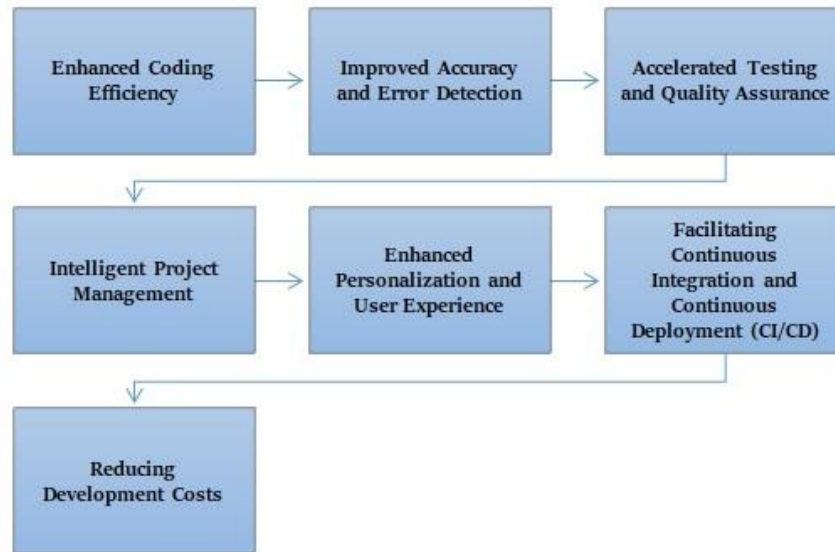 Enhanced Coding
Efficiency
Improved Accuracy
and Error Detection
Accelerated Testing
and Quality Assurance
Intelligent Project
Management
Enhanced
Personalization and
User Experience
Facilitating
Continuous
Integration and
Continuous
Deployment (CI/CD)
Reducing
Development Costs